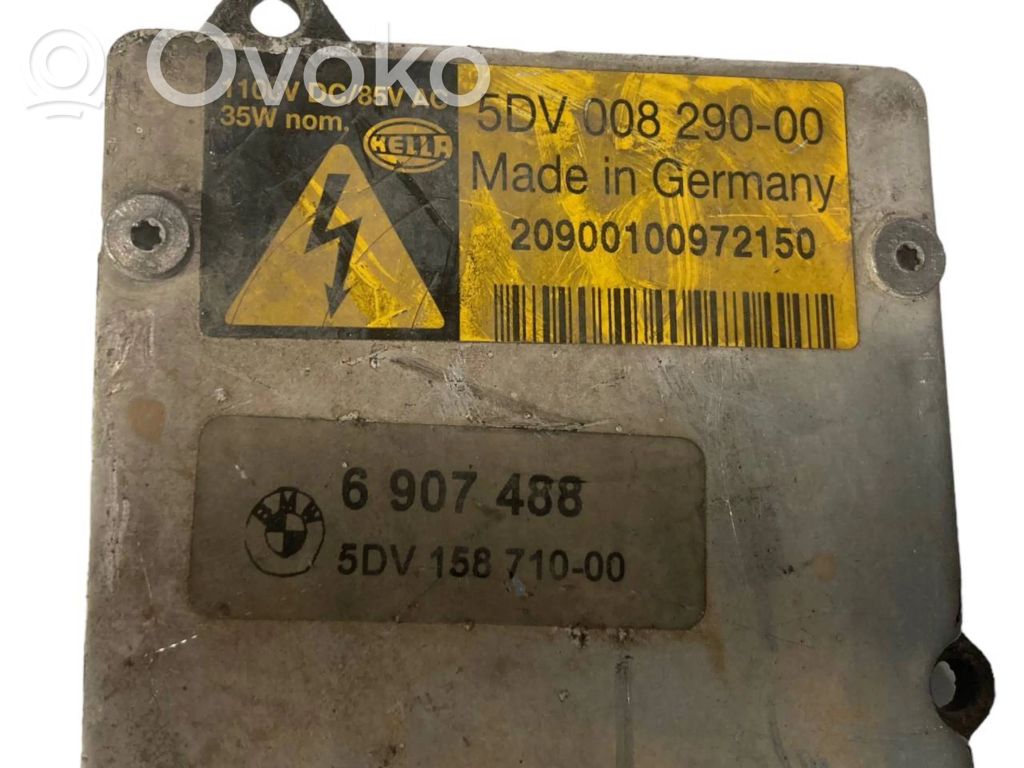 Ovoko
1100V DC/85V AC
35W nom.
HELLA
5DV 008 290-00
Made in Germany
20900100972150
BMW
6 907 488
5DV 158 710-00